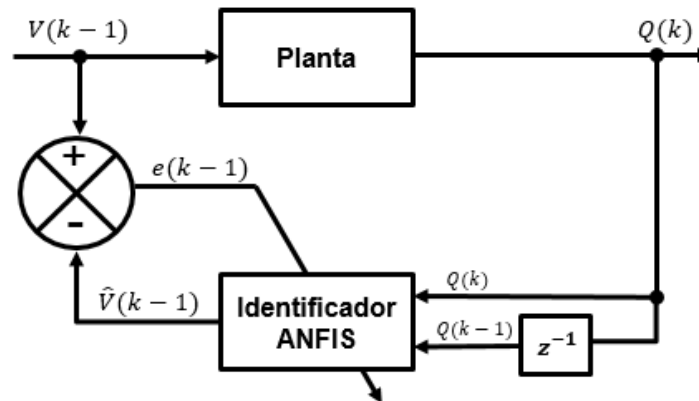 V(k−1)
Planta
Q(k)
+
e(k−1)
-
V̂(k−1)
Identificador
ANFIS
Q(k)
Q(k−1)
z⁻¹